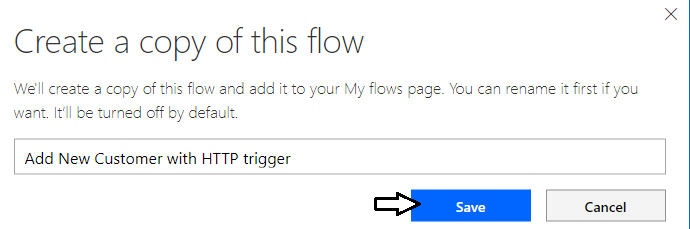 Create a copy of this flow
We'll create a copy of this flow and add it to your My flows page. You can rename it first if you
want. It'll be turned off by default.
Add New Customer with HTTP trigger
Save
Cancel